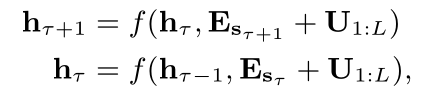 h_{τ+1} = f(h_τ, E_{s_{τ+1}} + U_{1:L})
h_τ = f(h_{τ−1}, E_{s_τ} + U_{1:L}),